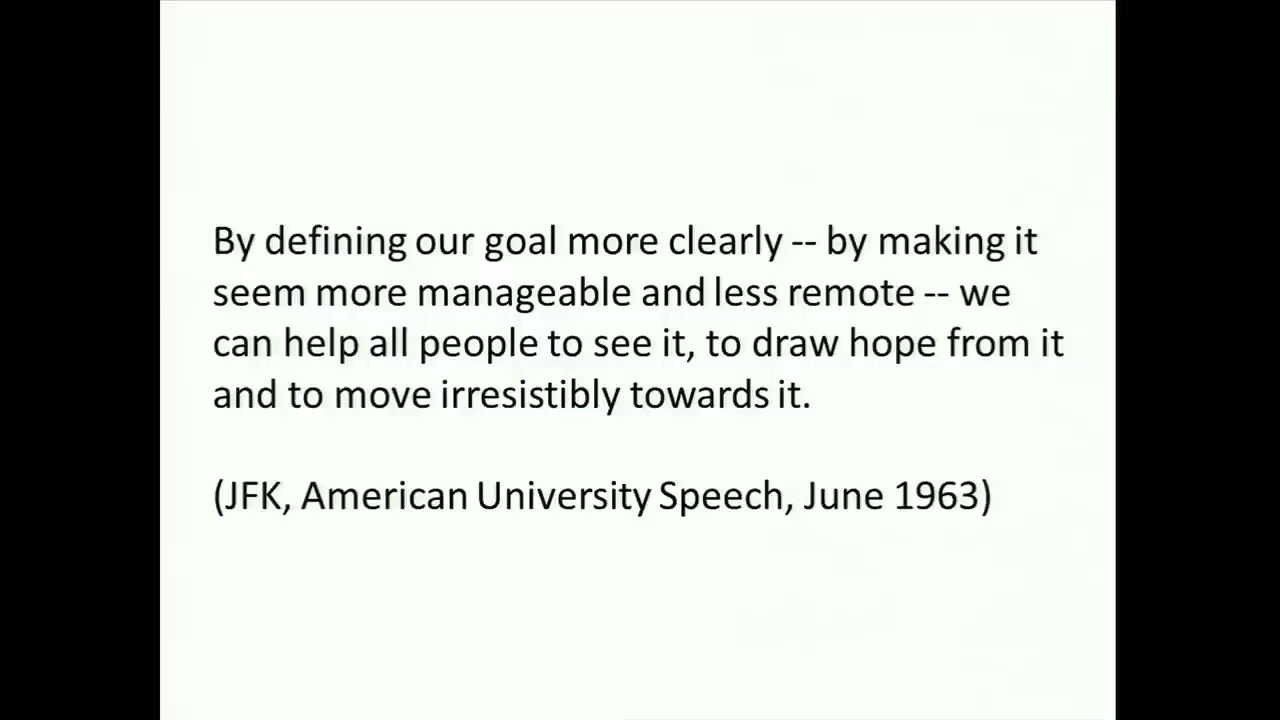 By defining our goal more clearly -- by making it
seem more manageable and less remote -- we
can help all people to see it, to draw hope from it
and to move irresistibly towards it.
(JFK, American University Speech, June 1963)